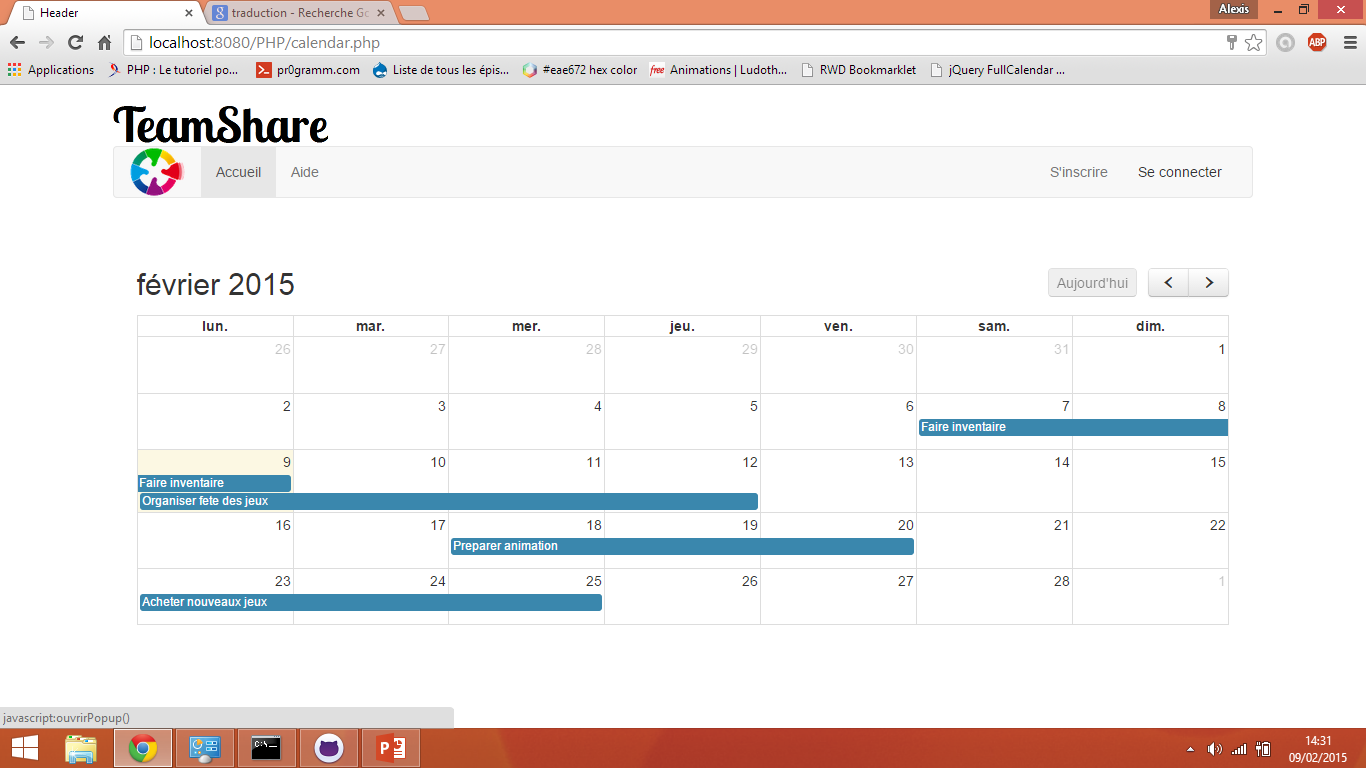 Header
traduction - Recherche Go
Alexis
localhost:8080/PHP/calendar.php
ABP
Applications
PHP : Le tutoriel po...
pr0gramm.com
Liste de tous les épis...
#eae672 hex color
free
Animations | Ludoth...
RWD Bookmarklet
jQuery FullCalendar ...
TeamShare
Accueil
Aide
S'inscrire
Se connecter
février 2015
Aujourd'hui
lun. mar. mer. jeu. ven. sam. dim.
26 27 28 29 30 31 1
2 3 4 5 6 7 8
Faire inventaire
9 10 11 12 13 14 15
Faire inventaire
Organiser fete des jeux
16 17 18 19 20 21 22
Preparer animation
23 24 25 26 27 28 1
Acheter nouveaux jeux
javascript:ouvrirPopup()
14:31
09/02/2015